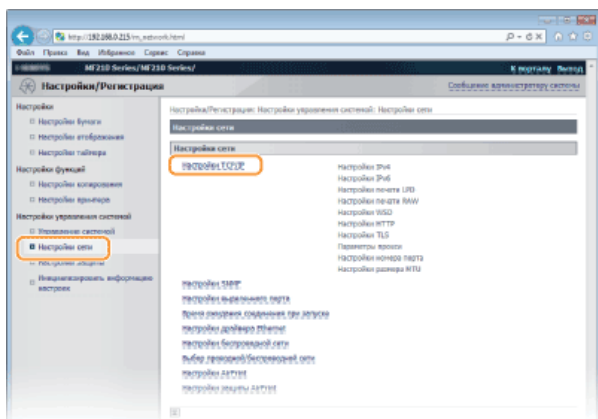 http://192.168.0.215/m_network.html
Файл Правка Вид Избранное Сервис Справка
MF210 Series/MF210 Series/
К порталу Выход
Настройки/Регистрация
Сообщение администратору системы
Настройки
Настройки бумаги
Настройки отображения
Настройки таймера
Настройки функций
Настройки копирования
Настройки принтера
Настройки управления системой
Управление системой
Настройки сети
Настройки защиты
Инициализировать информацию настроек
Настройки/Регистрация: Настройки управления системой: Настройки сети
Настройки сети
Настройки сети
Настройки TCP/IP
Настройки IPv4
Настройки IPv6
Настройки печати LPD
Настройки печати RAW
Настройки WSD
Настройки HTTP
Настройки TLS
Параметры прокси
Настройки номера порта
Настройки размера MTU
Настройки SNMP
Настройки выделенного порта
Время ожидания соединения при запуске
Настройки драйвера Ethernet
Настройки беспроводной сети
Выбор проводной/беспроводной сети
Настройки AirPrint
Настройки защиты AirPrint